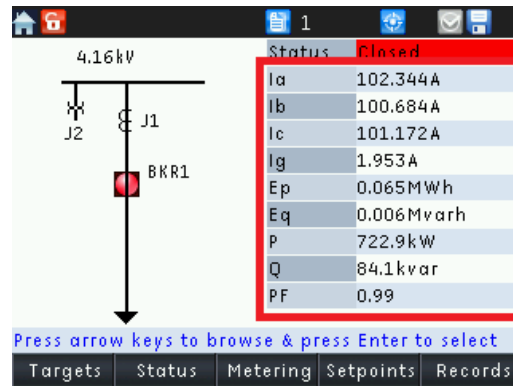 6 1
4.16kV
Status Closed
Ia 102.344A
Ib 100.684A
Ic 101.172A
Ig 1.953A
Ep 0.065MWh
Eq 0.006Mvarh
P 722.9kW
Q 84.1kvar
PF 0.99
J2
J1
BKR1
Press arrow keys to browse & press Enter to select
Targets Status Metering Setpoints Records